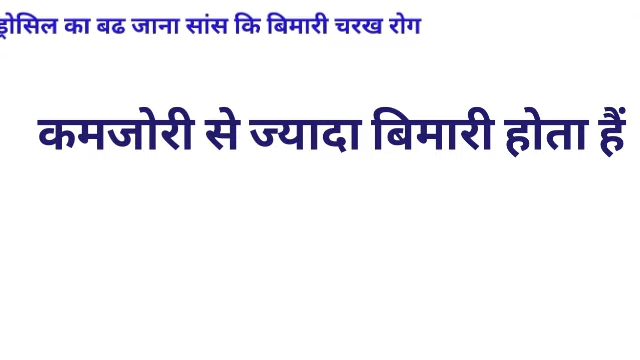 का बढ जाना सांस कि बिमारी चरख रोग
कमजोरी से ज्यादा बिमारी होता हैं